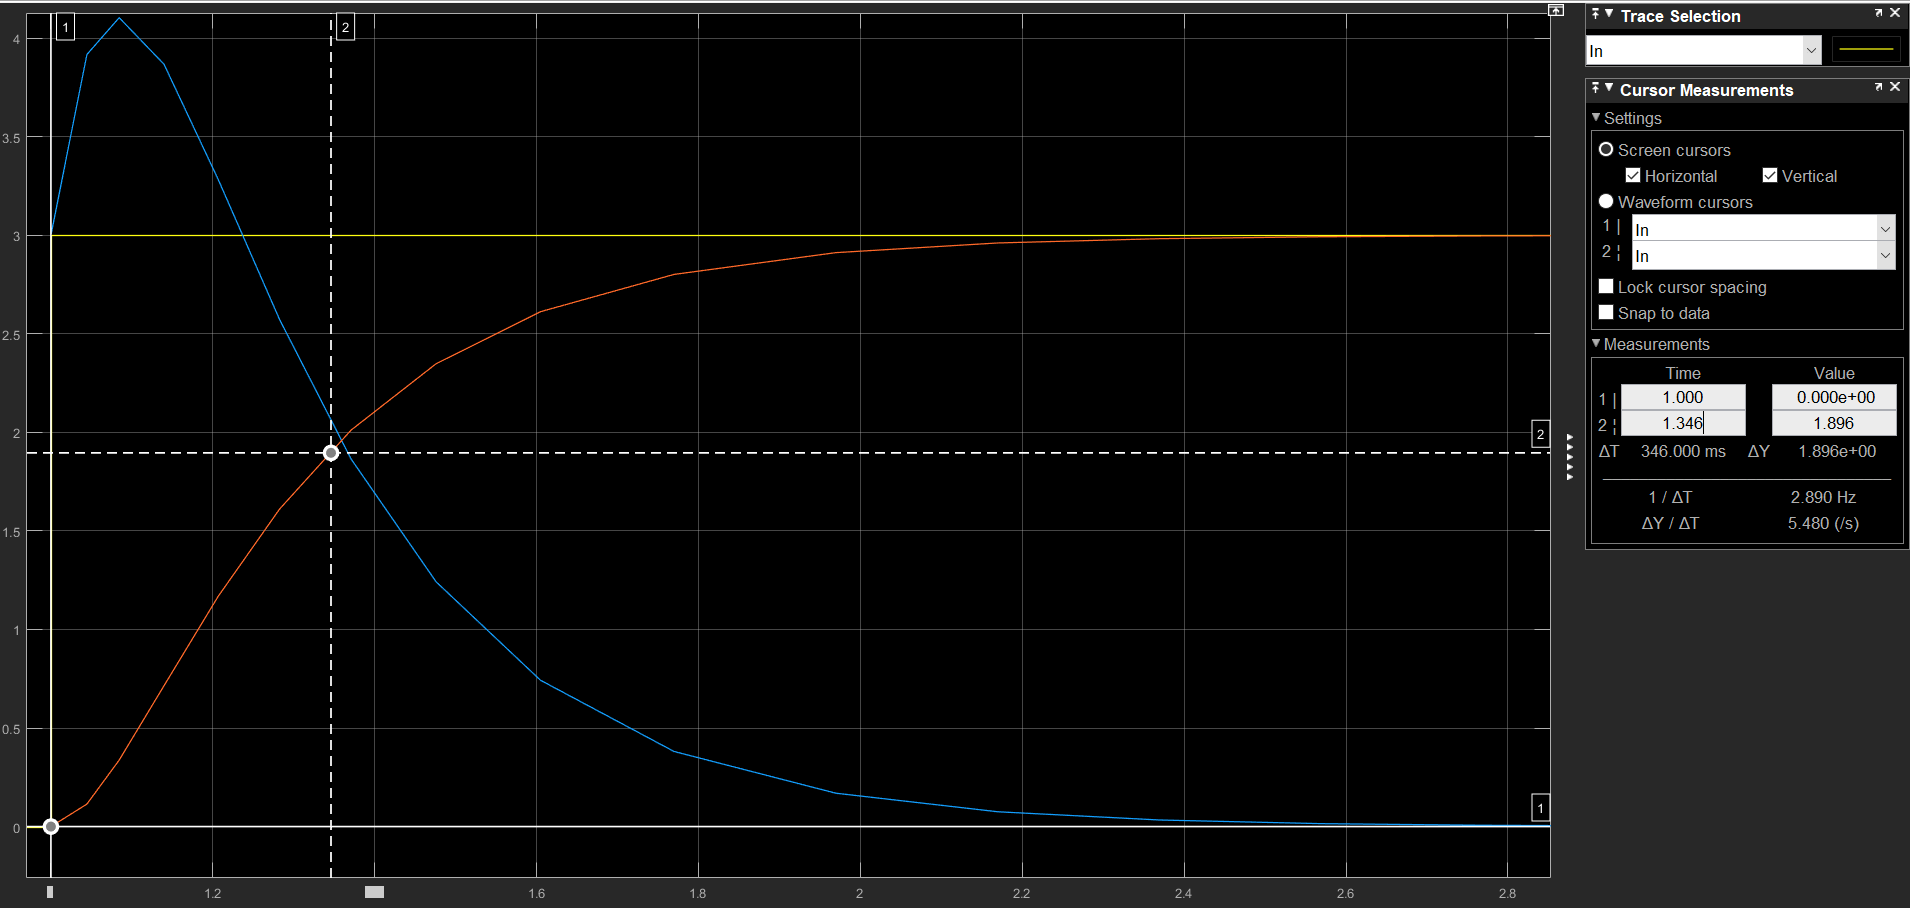 1
2
4
3.5
3
2.5
2
1.5
1
0.5
0
2
1
1.2
1.6
1.8
2
2.2
2.4
2.6
2.8
Trace Selection
In
Cursor Measurements
Settings
Screen cursors
Horizontal Vertical
Waveform cursors
1 | In
2 ¦ In
Lock cursor spacing
Snap to data
Measurements
Time Value
1 | 1.000 0.000e+00
2 ¦ 1.346 1.896
ΔT 346.000 ms ΔY 1.896e+00
1 / ΔT 2.890 Hz
ΔY / ΔT 5.480 (/s)